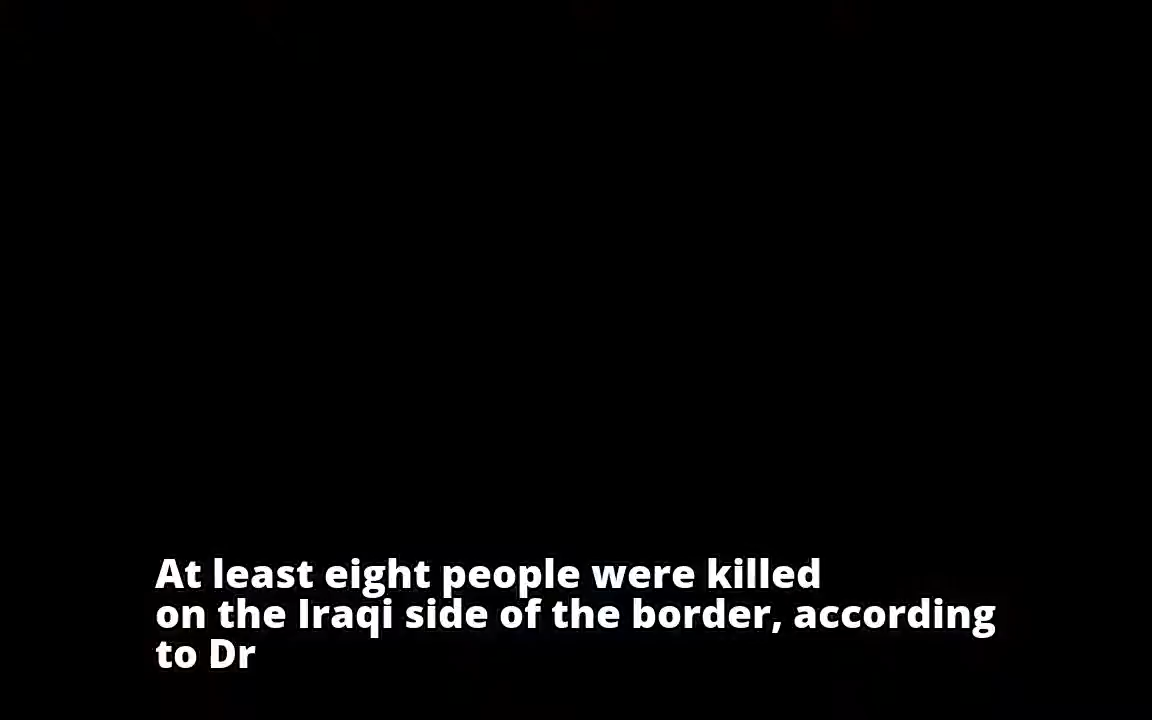 At least eight people were killed
on the Iraqi side of the border, according
to Dr